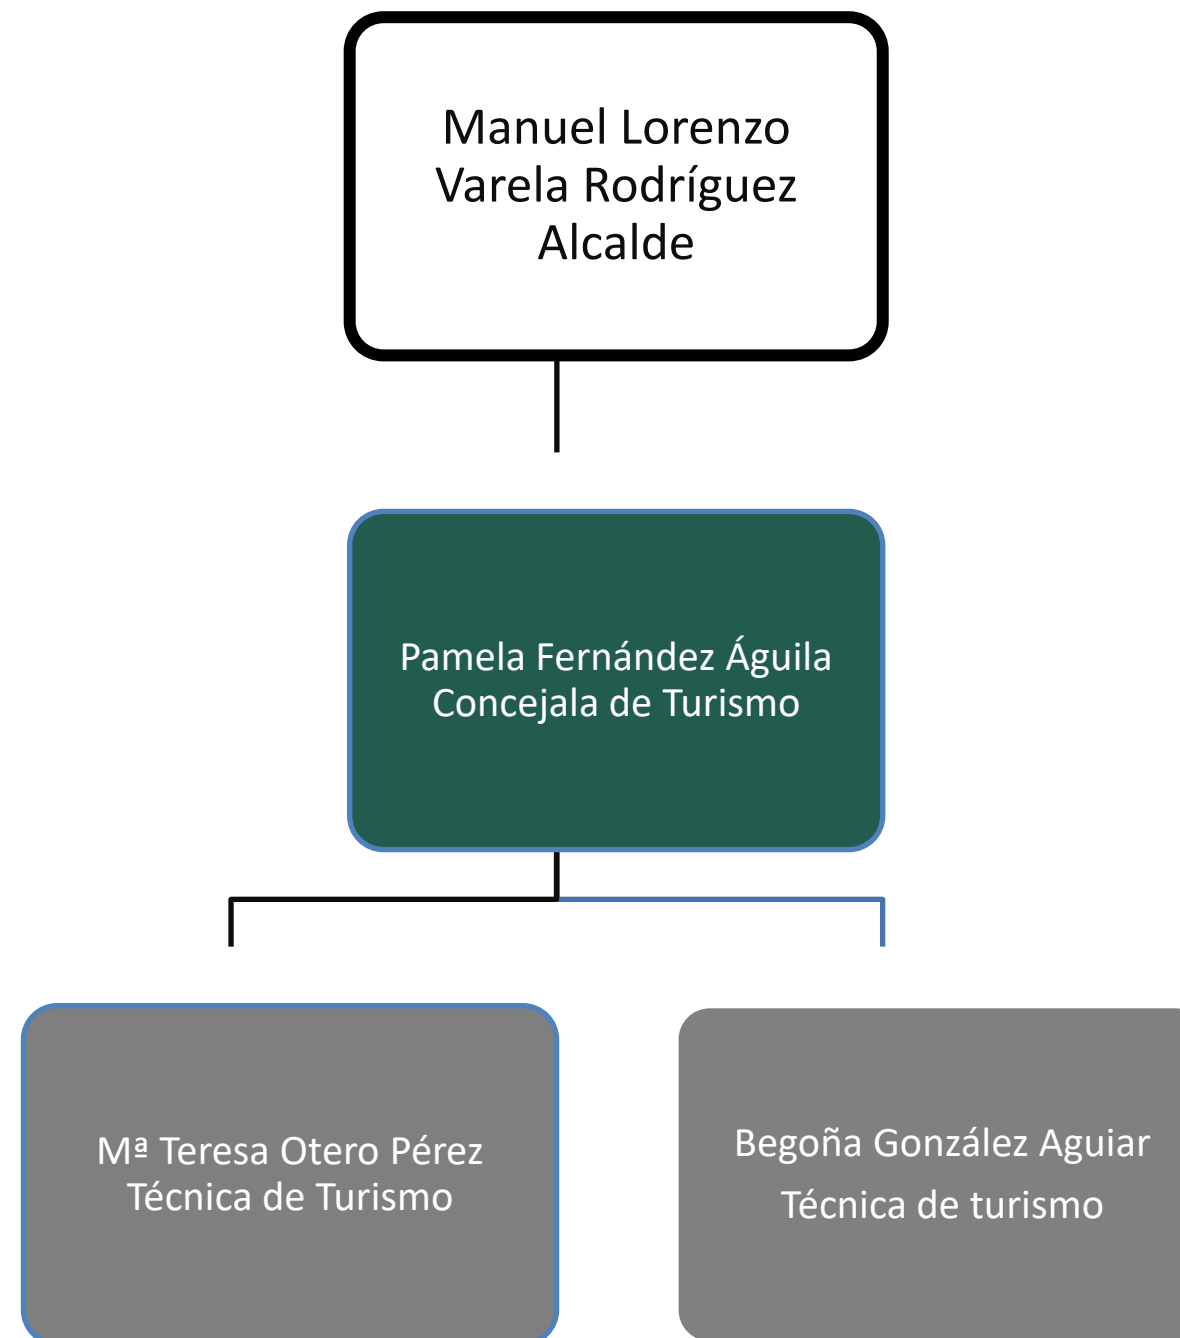 Manuel Lorenzo
Varela Rodríguez
Alcalde
Pamela Fernández Águila
Concejala de Turismo
Mª Teresa Otero Pérez
Técnica de Turismo
Begoña González Aguiar
Técnica de turismo